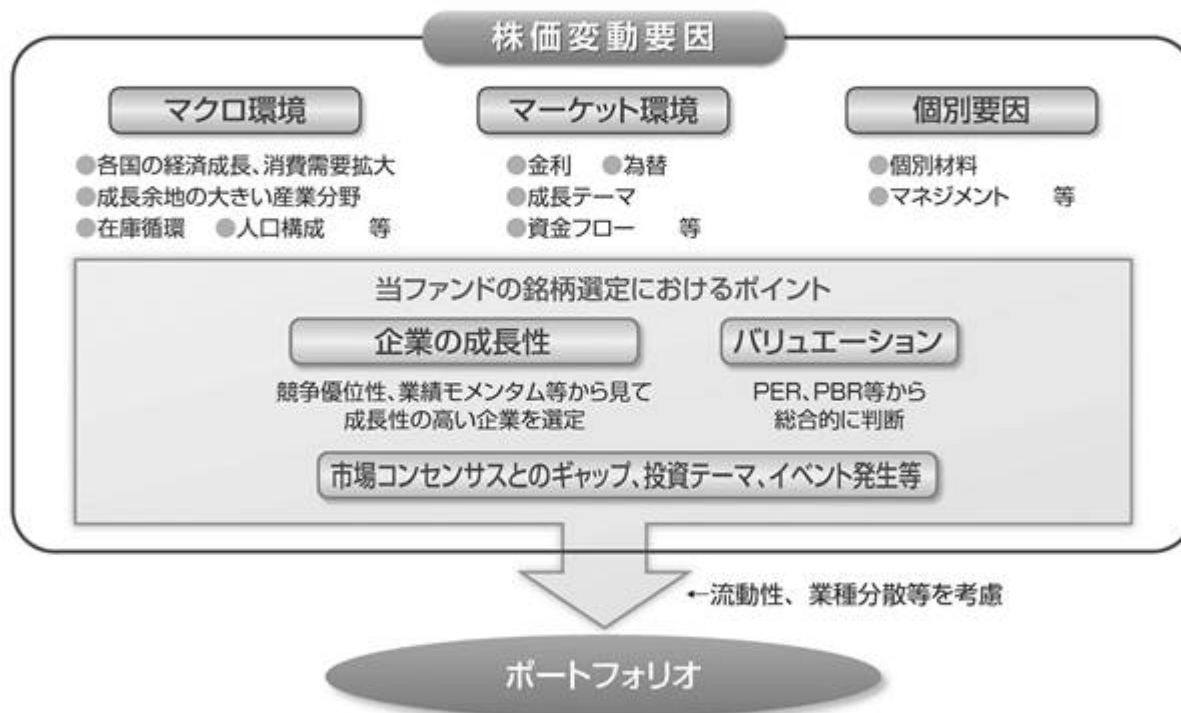 株価変動要因
マクロ環境
●各国の経済成長、消費需要拡大
●成長余地の大きい産業分野
●在庫循環 ●人口構成 等
マーケット環境
●金利 ●為替
●成長テーマ
●資金フロー 等
個別要因
●個別材料
●マネジメント 等
当ファンドの銘柄選定におけるポイント
企業の成長性
競争優位性、業績モメンタム等から見て
成長性の高い企業を選定
バリュエーション
PER、PBR等から
総合的に判断
市場コンセンサスとのギャップ、投資テーマ、イベント発生等
←流動性、業種分散等を考慮
ポートフォリオ